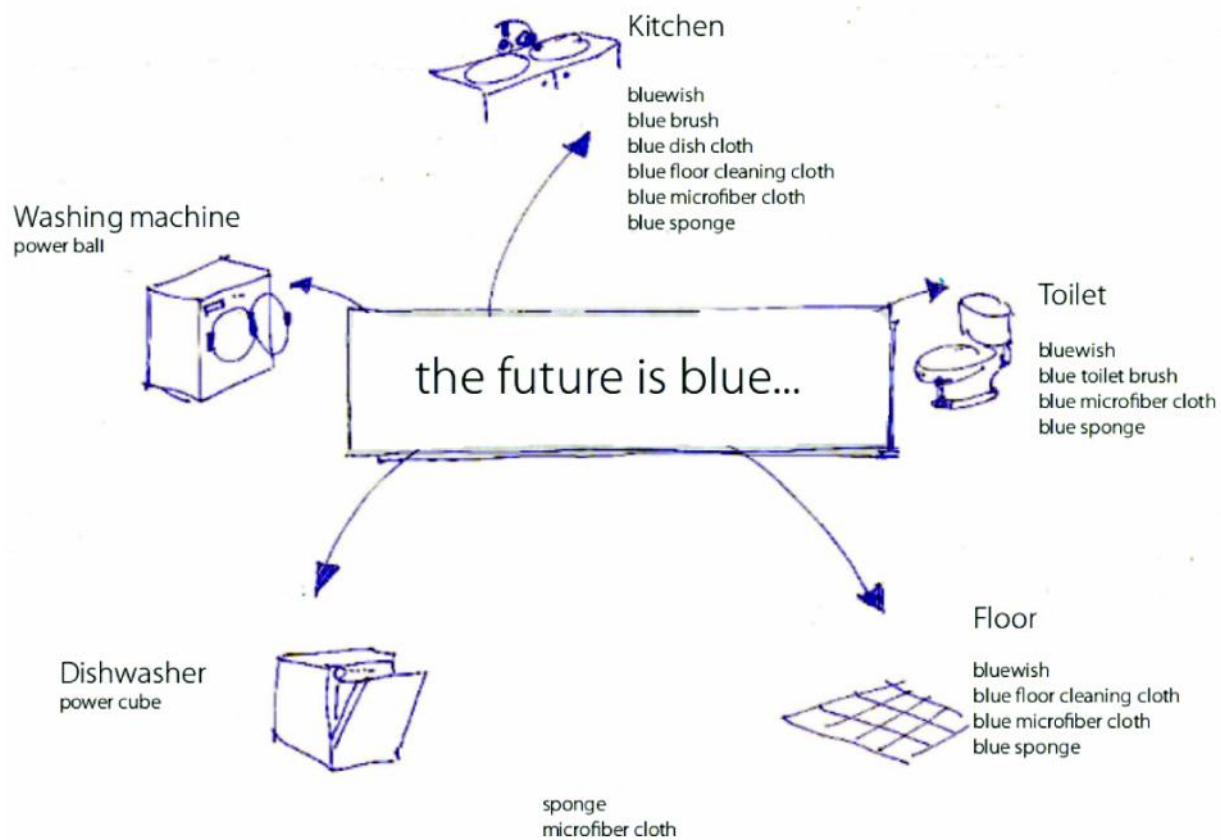 Kitchen
bluewish
blue brush
blue dish cloth
blue floor cleaning cloth
blue microfiber cloth
blue sponge
Washing machine
power ball
Toilet
bluewish
blue toilet brush
blue microfiber cloth
blue sponge
the future is blue...
Floor
bluewish
blue floor cleaning cloth
blue microfiber cloth
blue sponge
Dishwasher
power cube
sponge
microfiber cloth